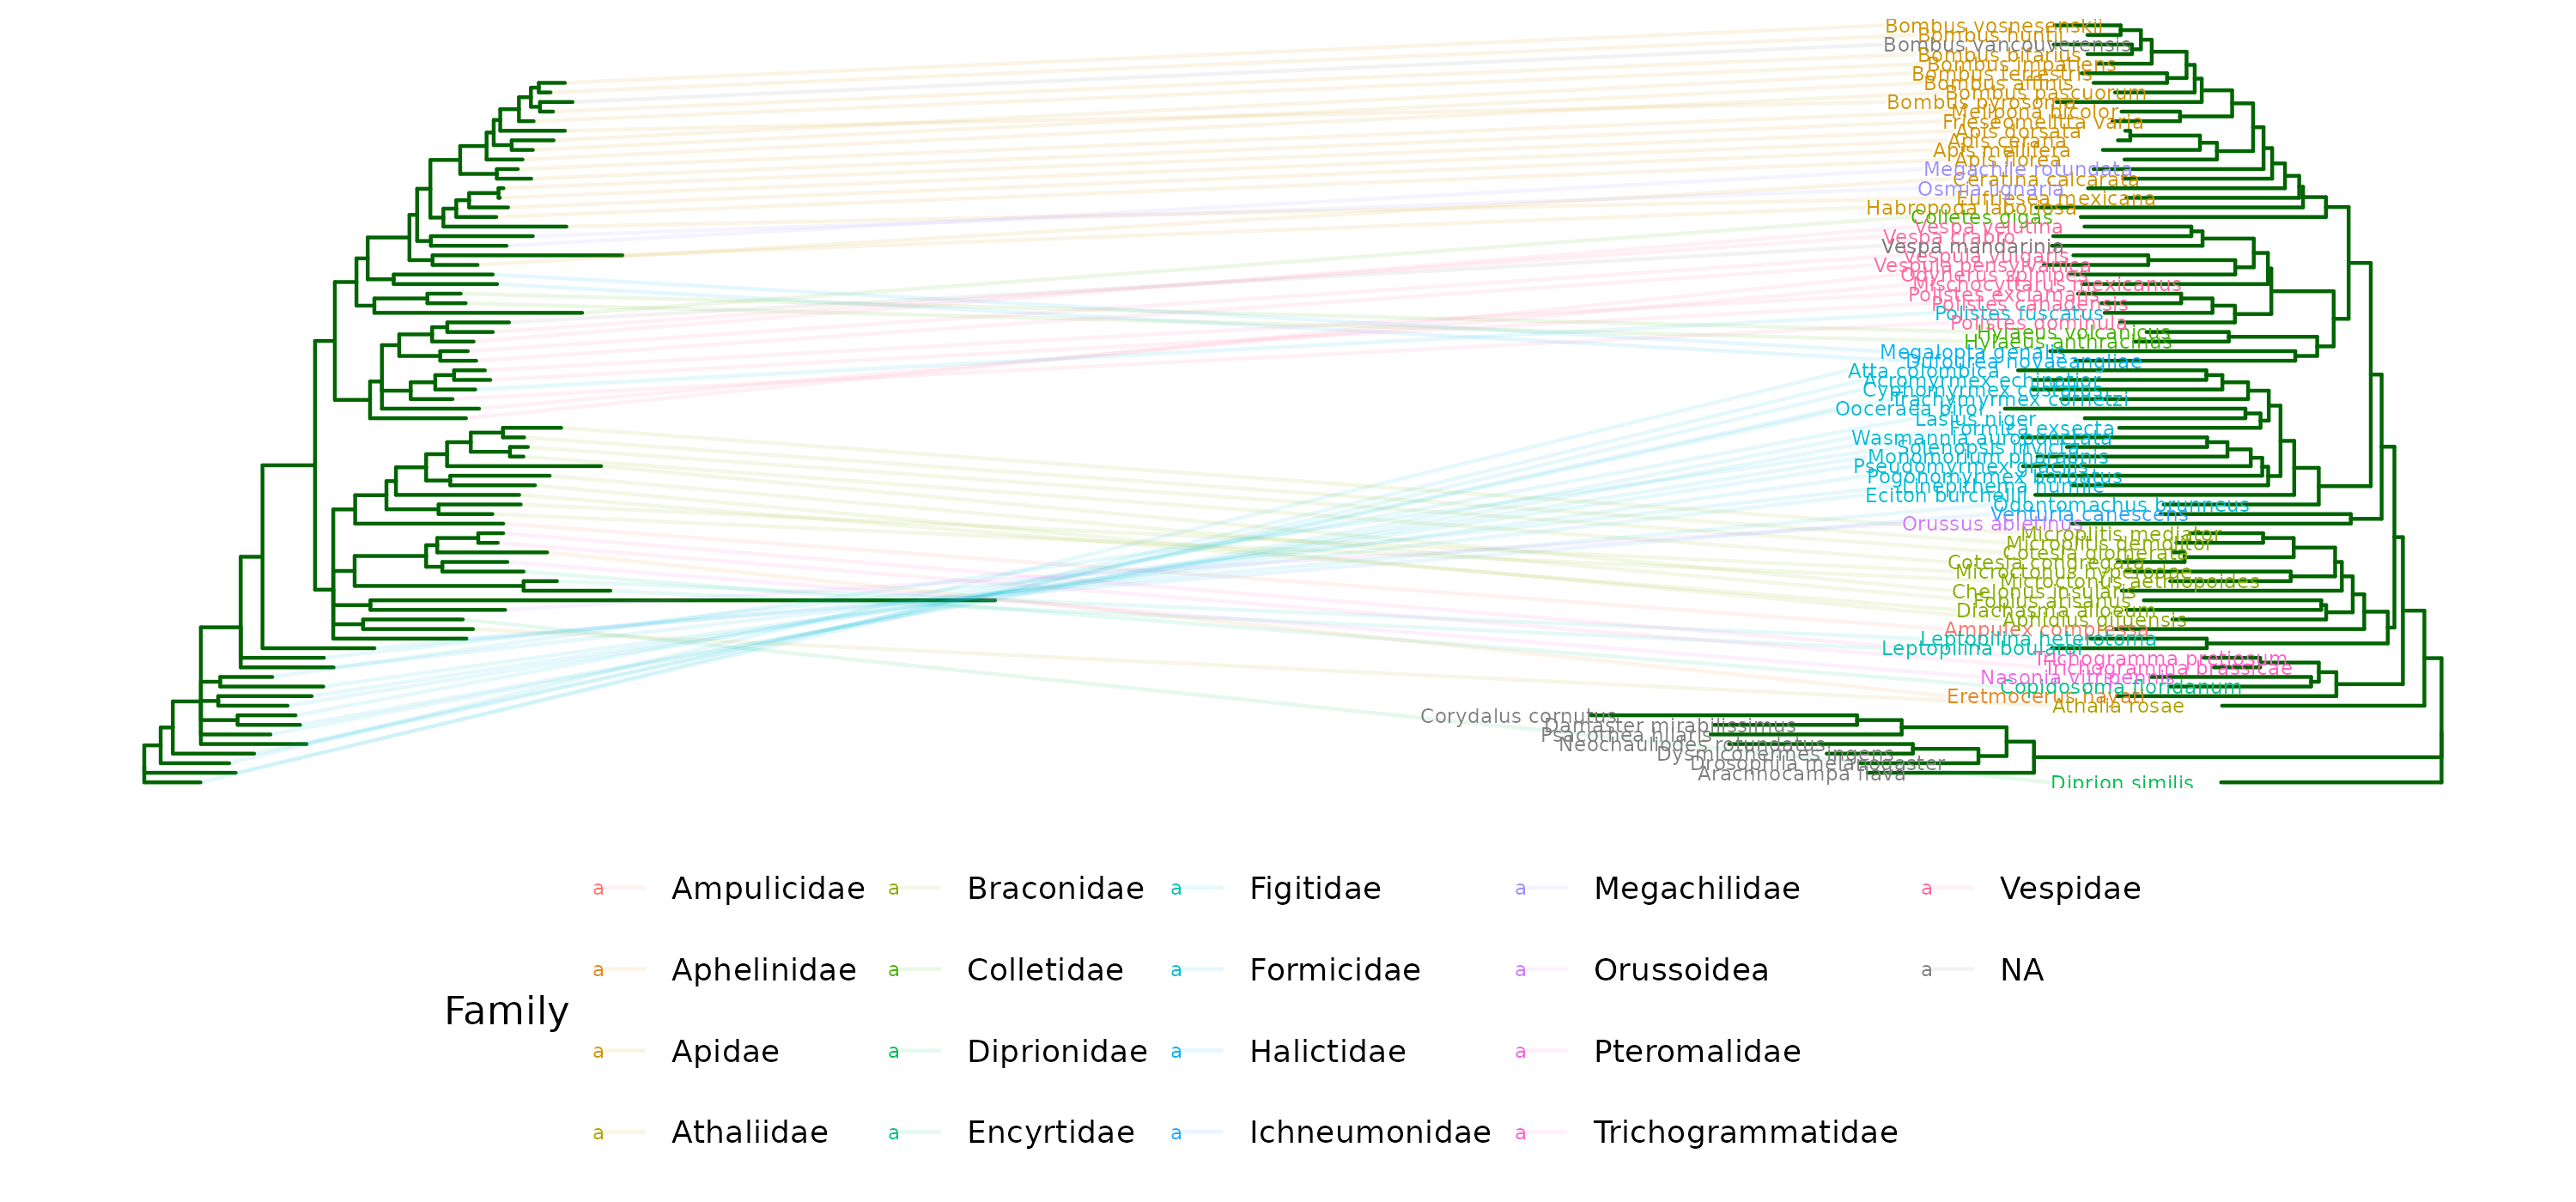 Bombus vosnesenskii
Bombus huntii
Bombus vancouverensis
Bombus bifarius
Bombus impatiens
Bombus terrestris
Bombus affinis
Bombus pascuorum
Bombus pyrosoma
Melipona bicolor
Frieseomelitta varia
Apis dorsata
Apis cerana
Apis mellifera
Apis florea
Megachile rotundata
Ceratina calcarata
Osmia lignaria
Eufriesea mexicana
Habropoda laboriosa
Colletes gigas
Vespa velutina
Vespa crabro
Vespa mandarinia
Vespula vulgaris
Vespula pensylvanica
Odynerus spinipes
Mischocyttarus mexicanus
Polistes exclamans
Polistes canadensis
Polistes fuscatus
Polistes dominula
Hylaeus volcanicus
Hylaeus anthracinus
Megalopta genalis
Dufourea novaeangliae
Atta colombica
Acromyrmex echinatior
Cyphomyrmex costatus
Trachymyrmex cornetzi
Ooceraea biroi
Lasius niger
Formica exsecta
Wasmannia auropunctata
Solenopsis invicta
Monomorium pharaonis
Pseudomyrmex gracilis
Pogonomyrmex barbatus
Linepithema humile
Eciton burchellii
Odontomachus brunneus
Venturia canescens
Orussus abietinus
Microplitis mediator
Microplitis demolitor
Cotesia glomerata
Cotesia congregata
Microctonus hyperodae
Microctonus aethiopoides
Chelonus insularis
Fopius arisanus
Diachasma alloeum
Aphidius gifuensis
Ampulex compressa
Leptopilina heterotoma
Leptopilina boulardi
Trichogramma pretiosum
Trichogramma brassicae
Nasonia vitripennis
Copidosoma floridanum
Eretmocerus hayati
Athalia rosae
Corydalus cornutus
Damaster mirabilissimus
Psacothea hilaris
Neochauliodes rotundatus
Dysmicohermes ingens
Drosophila melanogaster
Arachnocampa flava
Diprion similis
Family
a Ampulicidae a Braconidae a Figitidae a Megachilidae a Vespidae
a Aphelinidae a Colletidae a Formicidae a Orussoidea a NA
a Apidae a Diprionidae a Halictidae a Pteromalidae
a Athaliidae a Encyrtidae a Ichneumonidae a Trichogrammatidae